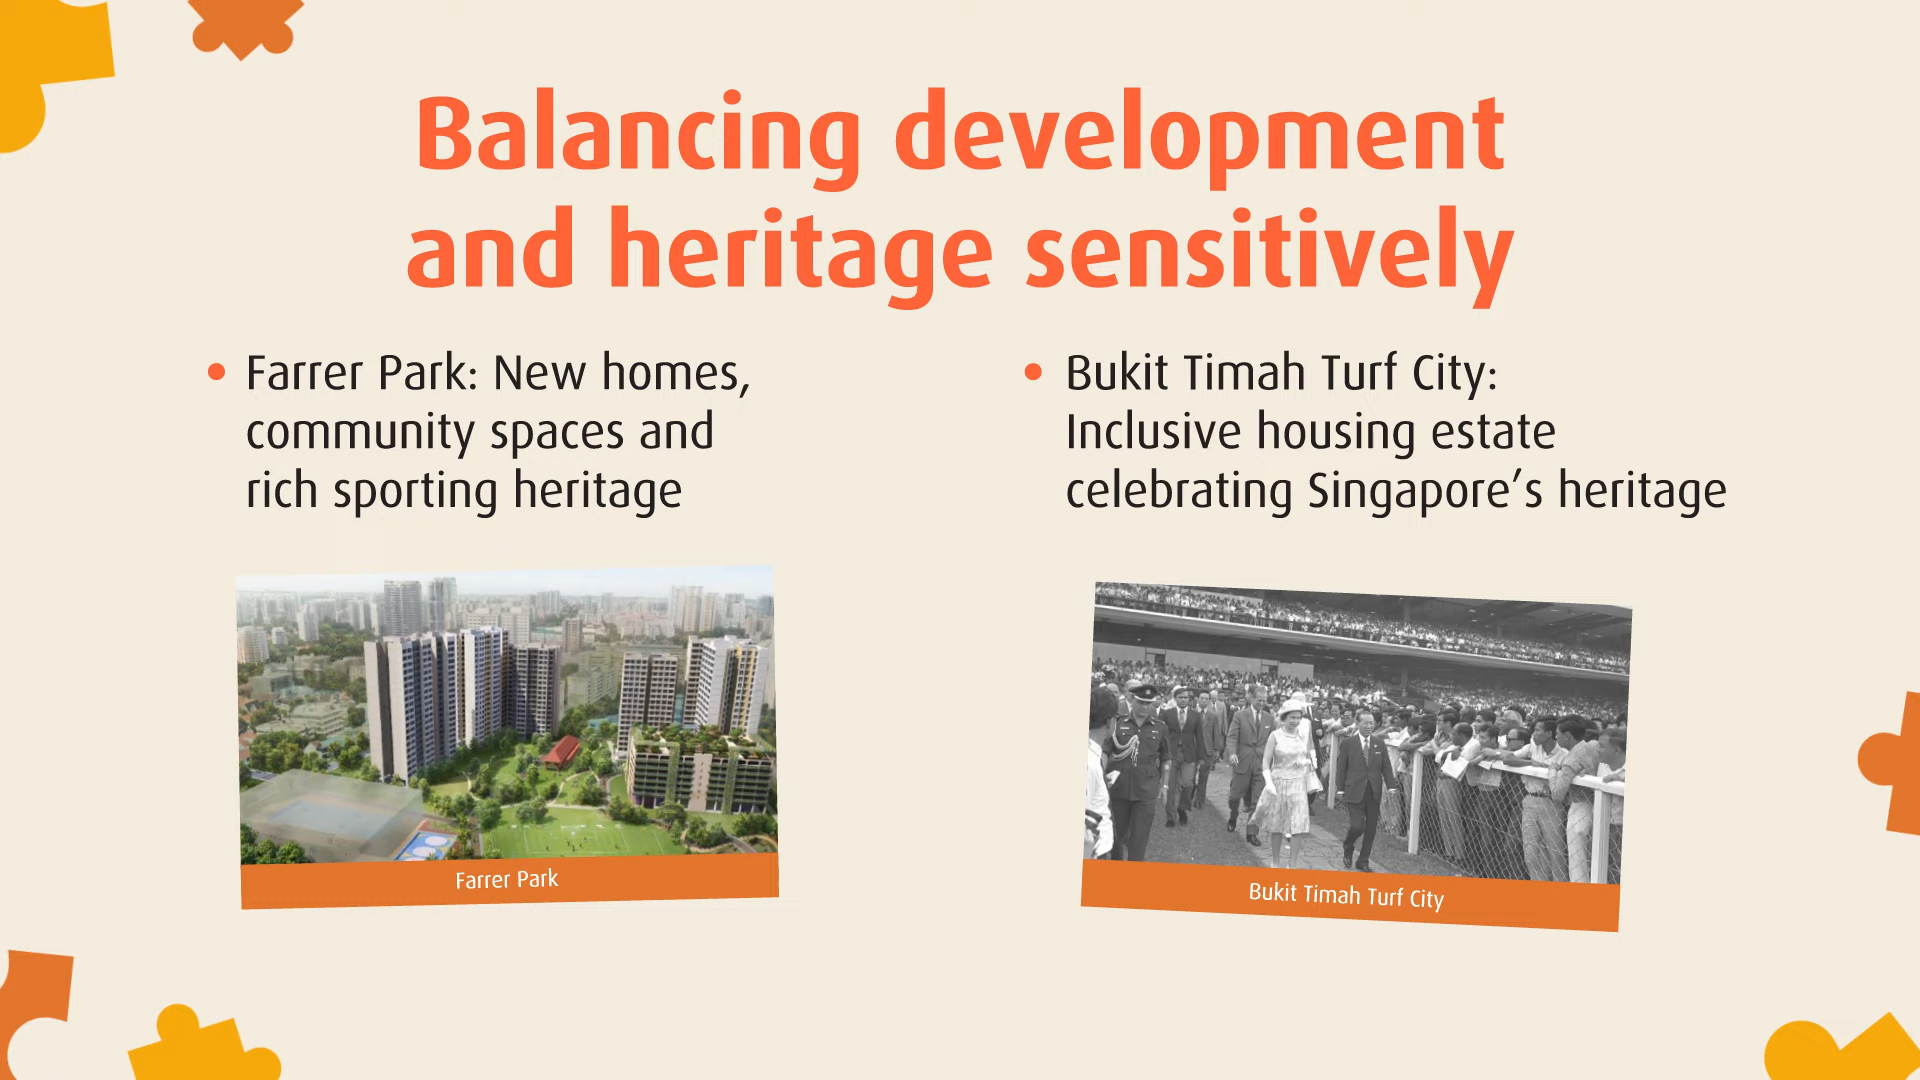 Balancing development
and heritage sensitively
• Farrer Park: New homes,
community spaces and
rich sporting heritage
• Bukit Timah Turf City:
Inclusive housing estate
celebrating Singapore’s heritage
Farrer Park
Bukit Timah Turf City